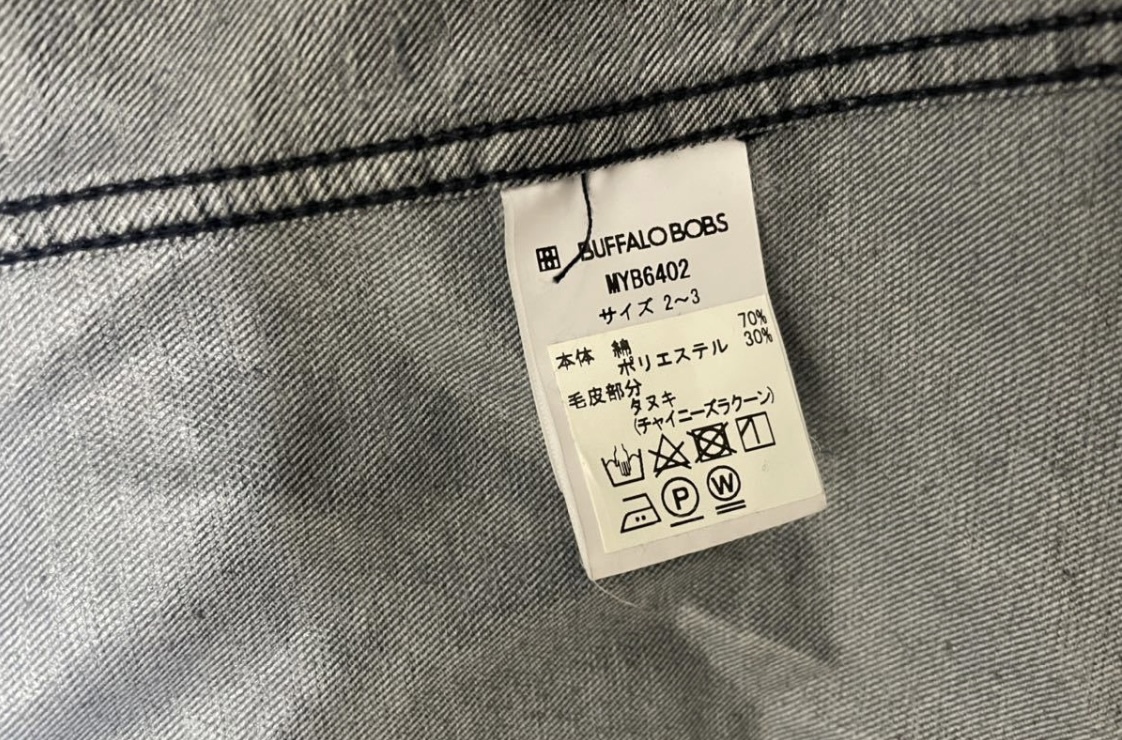 BUFFALO BOBS
MYB6402
サイズ 2～3
本体 綿 70%
ポリエステル 30%
毛皮部分
タヌキ
(チャイニーズラクーン)
P W